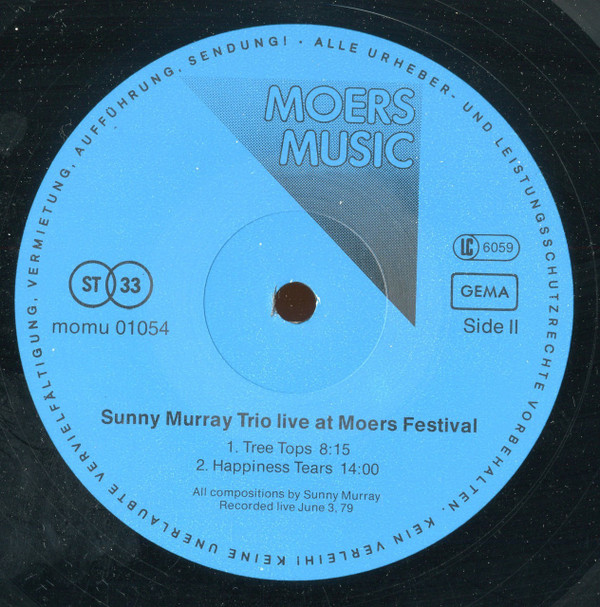 ALLE URHEBER- UND LEISTUNGSSCHUTZRECHTE VORBEHALTEN. KEIN VERLEIH! KEINE UNERLAUBTE VERVIELFÄLTIGUNG, VERMIETUNG, AUFFÜHRUNG, SENDUNG! ·
MOERS
MUSIC
LC 6059
ST 33
GEMA
momu 01054
Side II
Sunny Murray Trio live at Moers Festival
1. Tree Tops 8:15
2. Happiness Tears 14:00
All compositions by Sunny Murray
Recorded live June 3, 79